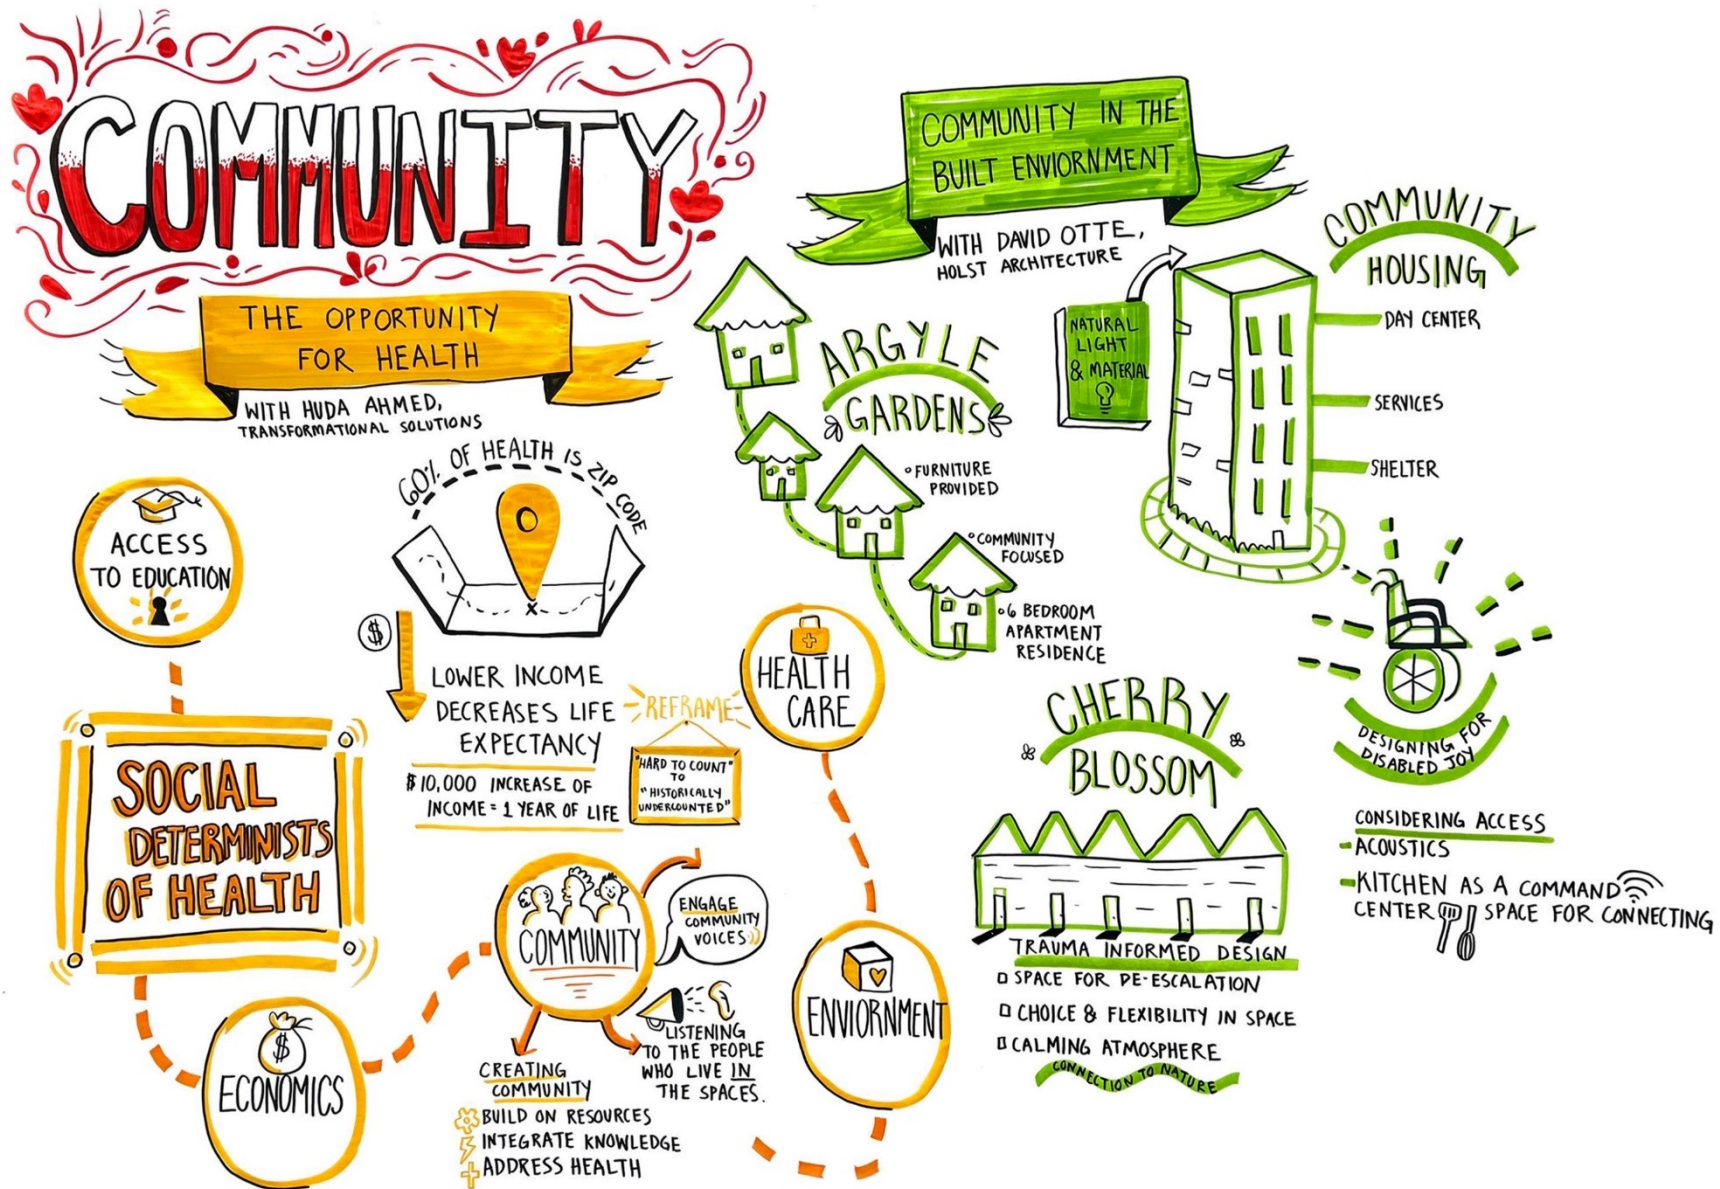 COMMUNITY
THE OPPORTUNITY
FOR HEALTH
WITH HUDA AHMED,
TRANSFORMATIONAL SOLUTIONS
60% OF HEALTH IS ZIP CODE
ACCESS
TO EDUCATION
$
LOWER INCOME
DECREASES LIFE
EXPECTANCY
$10,000 INCREASE OF
INCOME = 1 YEAR OF LIFE
REFRAME
"HARD TO COUNT"
TO
"HISTORICALLY
UNDERCOUNTED"
HEALTH
CARE
SOCIAL
DETERMINISTS
OF HEALTH
COMMUNITY
ENGAGE
COMMUNITY
VOICES
LISTENING
TO THE PEOPLE
WHO LIVE IN
THE SPACES.
CREATING
COMMUNITY
BUILD ON RESOURCES
INTEGRATE KNOWLEDGE
ADDRESS HEALTH
$
ECONOMICS
ENVIORNMENT
COMMUNITY IN THE
BUILT ENVIORNMENT
WITH DAVID OTTE,
HOLST ARCHITECTURE
ARGYLE
GARDENS
FURNITURE
PROVIDED
COMMUNITY
FOCUSED
6 BEDROOM
APARTMENT
RESIDENCE
NATURAL
LIGHT
& MATERIAL
COMMUNITY
HOUSING
DAY CENTER
SERVICES
SHELTER
DESIGNING FOR
DISABLED JOY
CONSIDERING ACCESS
- ACOUSTICS
- KITCHEN AS A COMMAND
CENTER SPACE FOR CONNECTING
CHERRY
BLOSSOM
TRAUMA INFORMED DESIGN
SPACE FOR DE-ESCALATION
CHOICE & FLEXIBILITY IN SPACE
CALMING ATMOSPHERE
CONNECTION TO NATURE